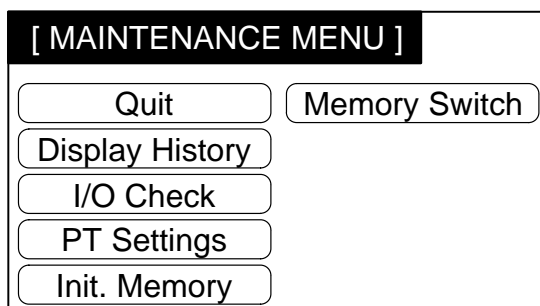 [ MAINTENANCE MENU ]
Quit
Memory Switch
Display History
I/O Check
PT Settings
Init. Memory